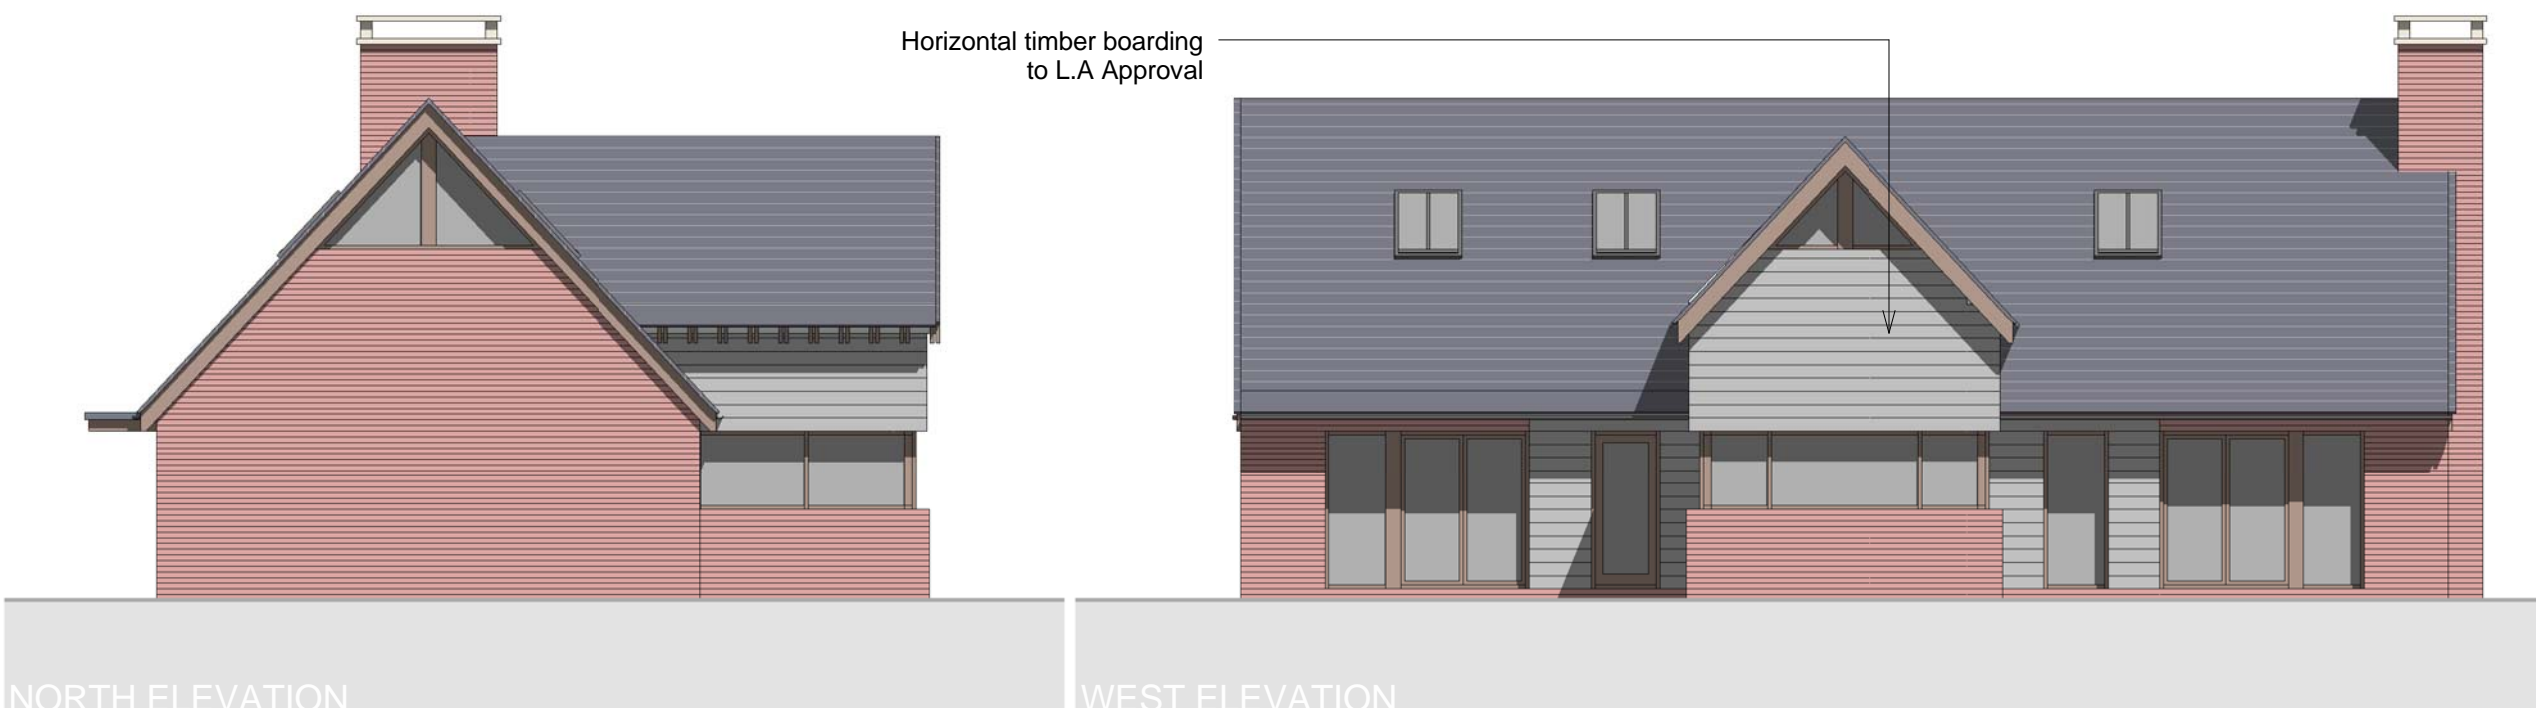 Horizontal timber boarding
to L.A Approval
NORTH ELEVATION
WEST ELEVATION